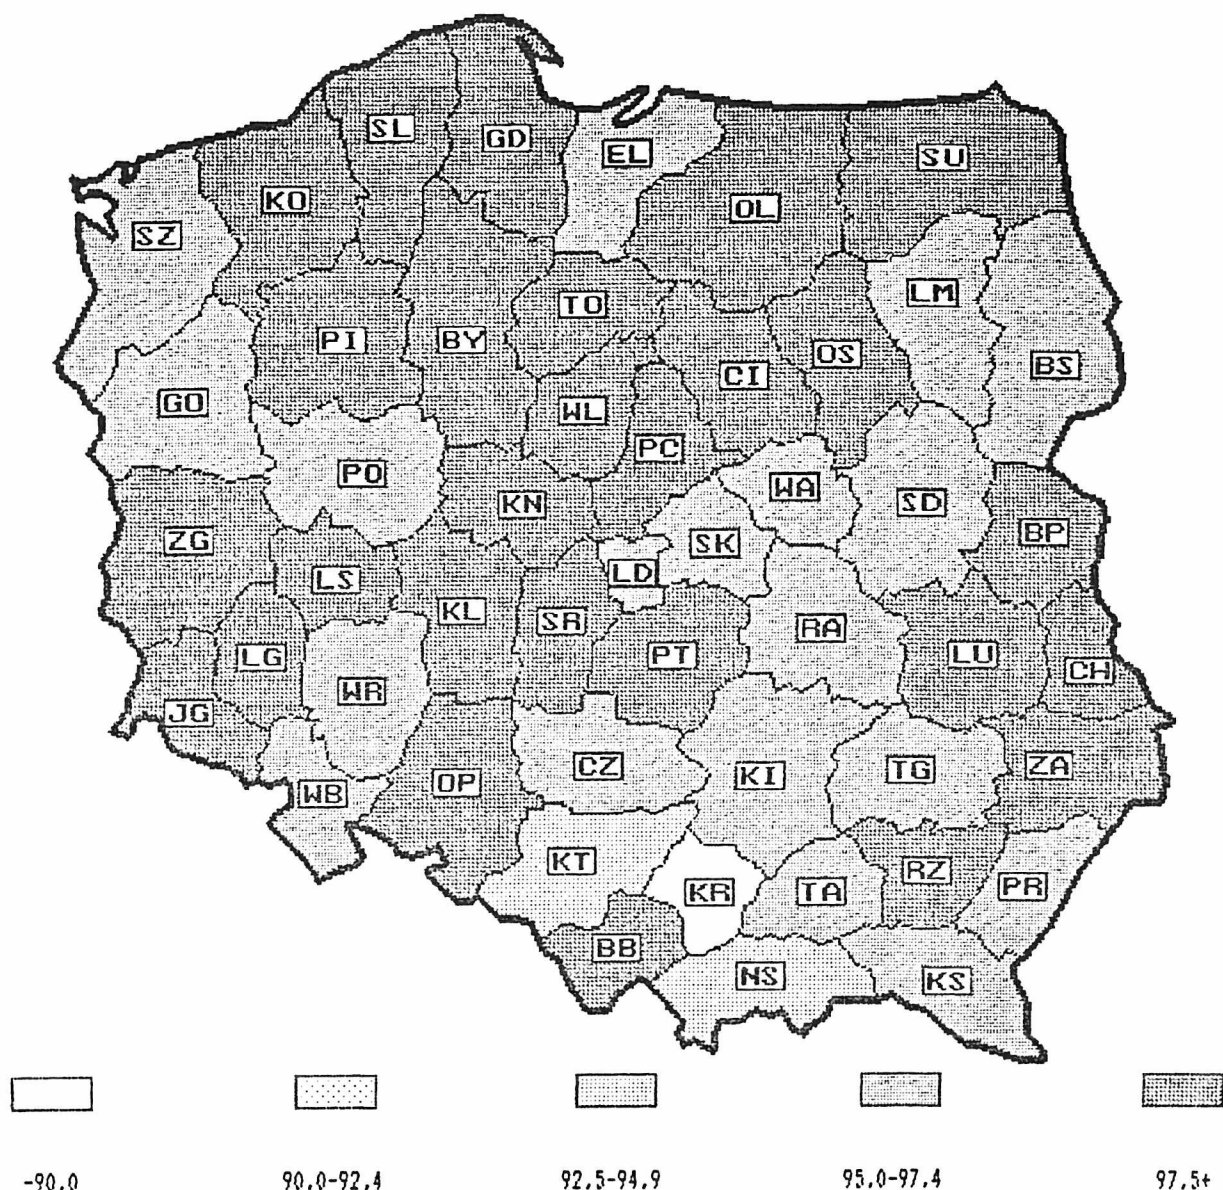 SL
GD
EL
SU
KO
OL
SZ
LM
TO
PI
BY
OS
BS
CI
GO
WL
PC
PO
WA
KN
SD
BP
ZG
SK
LS
LD
KL
SR
RA
LG
PT
LU
CH
WR
JG
CZ
KI
TG
ZA
OP
WB
KT
RZ
KR
TA
PR
BB
NS
KS
-90.0 90.0-92.4 92.5-94.9 95.0-97.4 97.5+